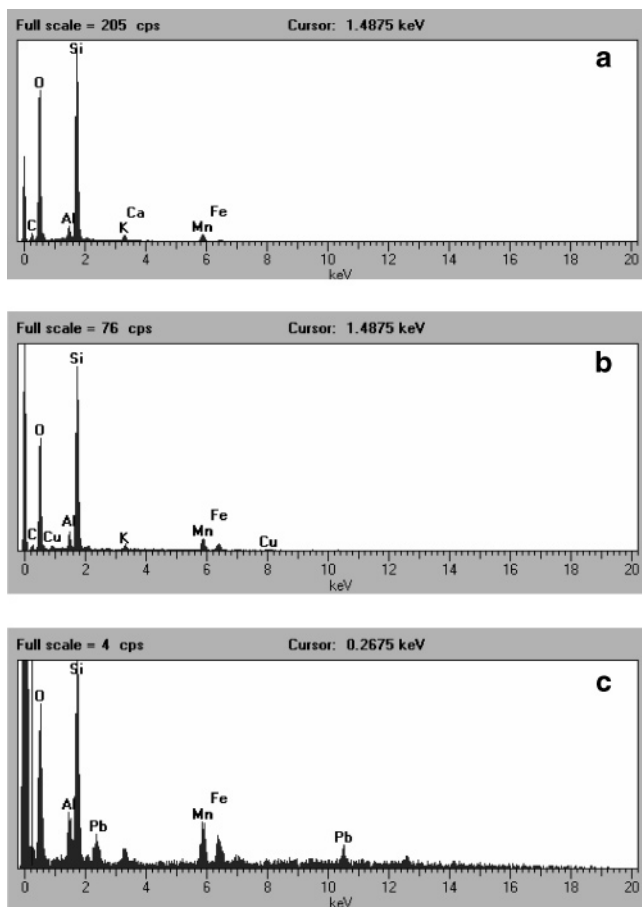 Full scale = 205 cps Cursor: 1.4875 keV
a
Si
O
C Al K Ca Mn Fe
0 2 4 6 8 10 12 14 16 18 20
keV
Full scale = 76 cps Cursor: 1.4875 keV
b
Si
O
C Cu Al K Mn Fe Cu
0 2 4 6 8 10 12 14 16 18 20
keV
Full scale = 4 cps Cursor: 0.2675 keV
c
Si
O
Al Pb Mn Fe Pb
0 2 4 6 8 10 12 14 16 18 20
keV